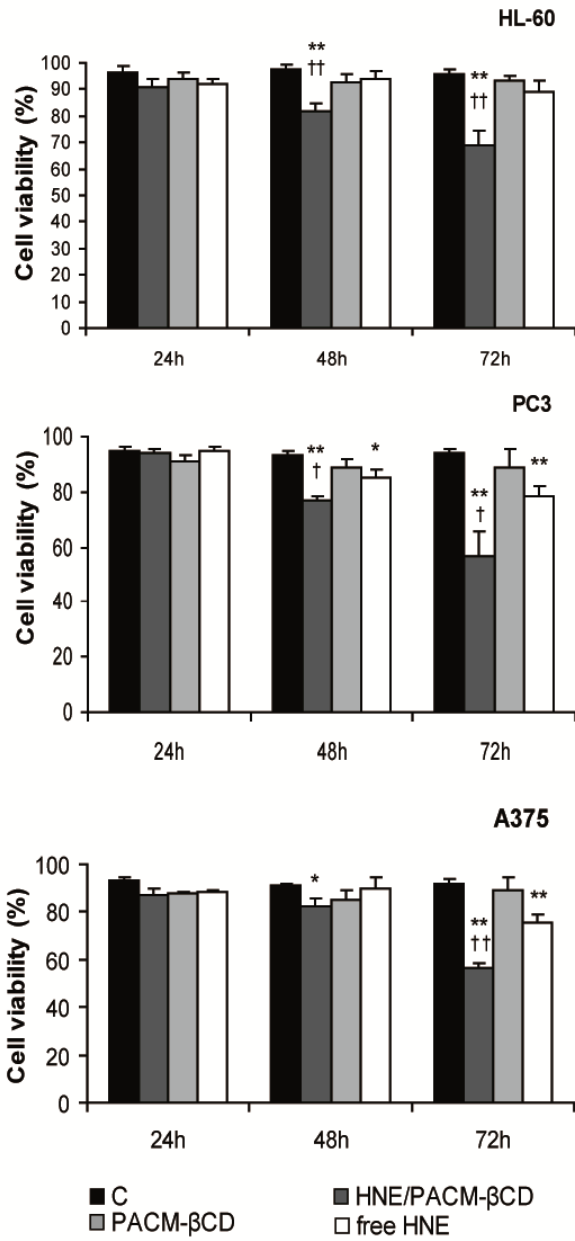 HL-60
Cell viability (%)
100
90
80
70
60
50
40
30
20
10
0
**
††
**
††
24h
48h
72h
PC3
Cell viability (%)
100
80
60
40
20
0
**
†
*
**
†
**
24h
48h
72h
A375
Cell viability (%)
100
80
60
40
20
0
*
**
††
**
24h
48h
72h
C
HNE/PACM-βCD
PACM-βCD
free HNE